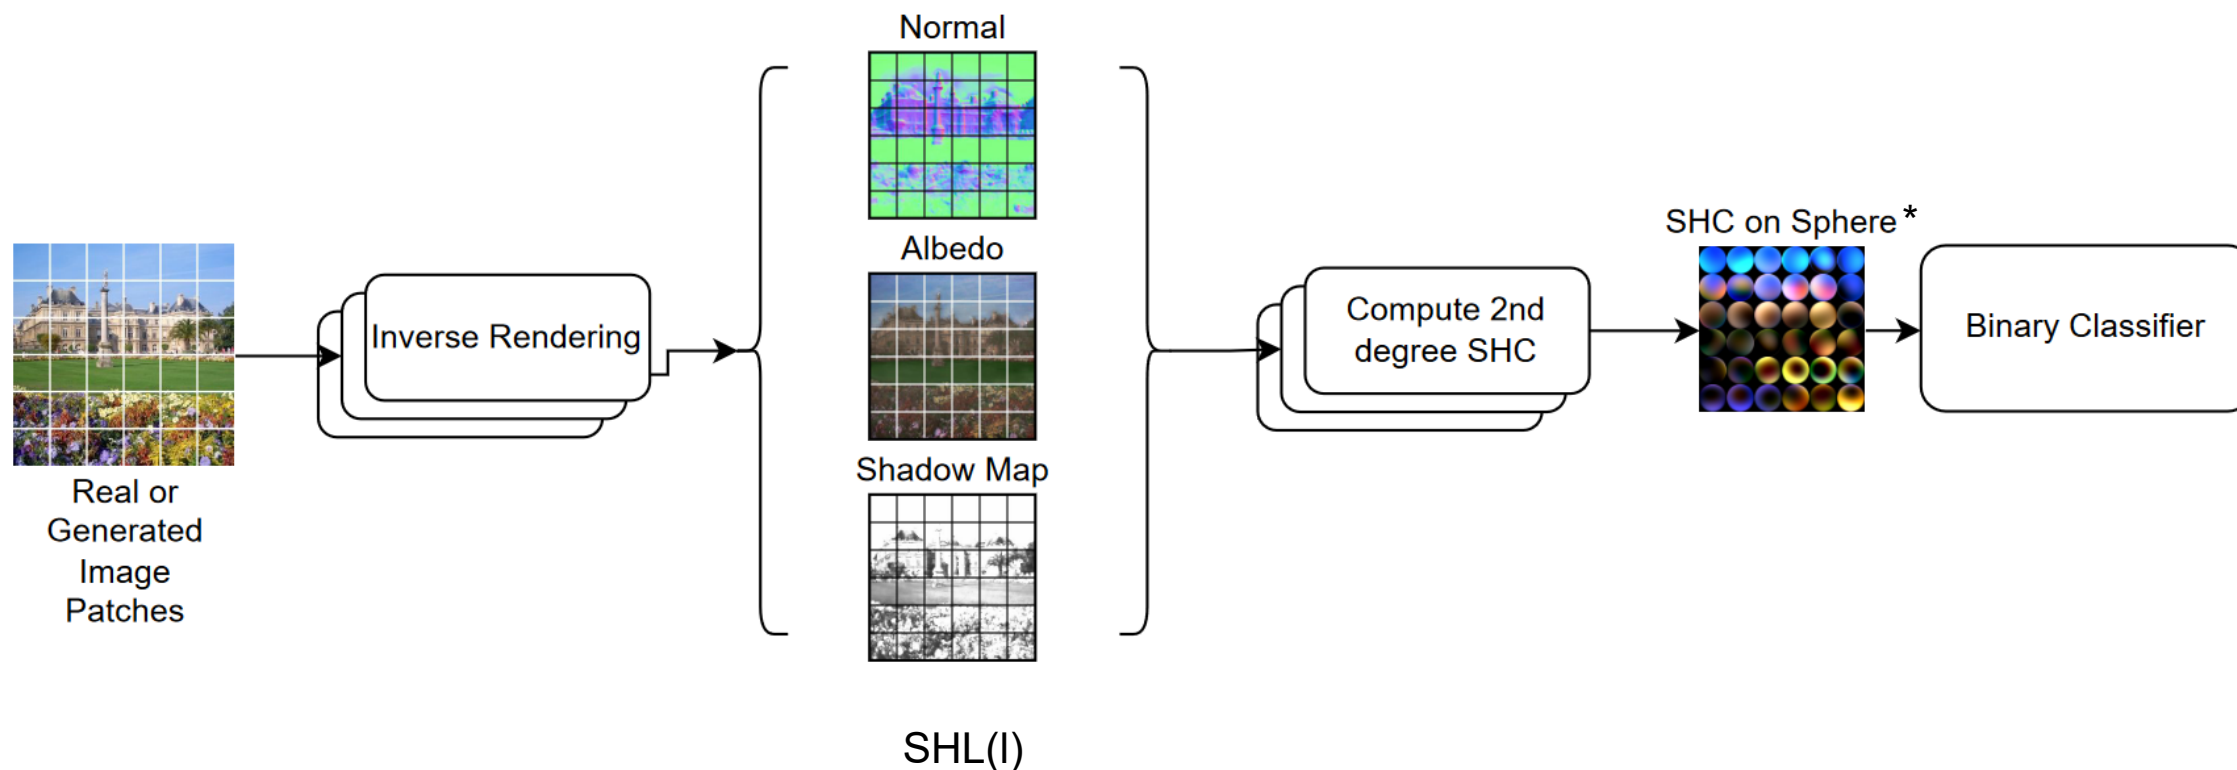 Real or
Generated
Image
Patches
Inverse Rendering
Normal
Albedo
Shadow Map
Compute 2nd
degree SHC
SHC on Sphere*
Binary Classifier
SHL(I)